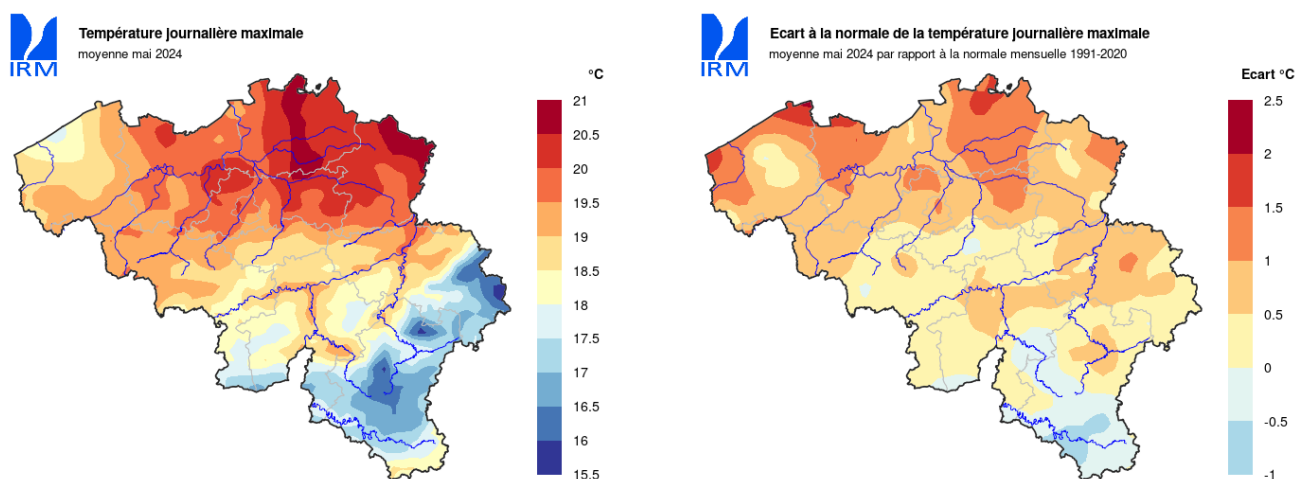 Température journalière maximale
moyenne mai 2024
IRM
°C
21
20.5
20
19.5
19
18.5
18
17.5
17
16.5
16
15.5
Ecart à la normale de la température journalière maximale
moyenne mai 2024 par rapport à la normale mensuelle 1991-2020
IRM
Ecart °C
2.5
2
1.5
1
0.5
0
-0.5
-1